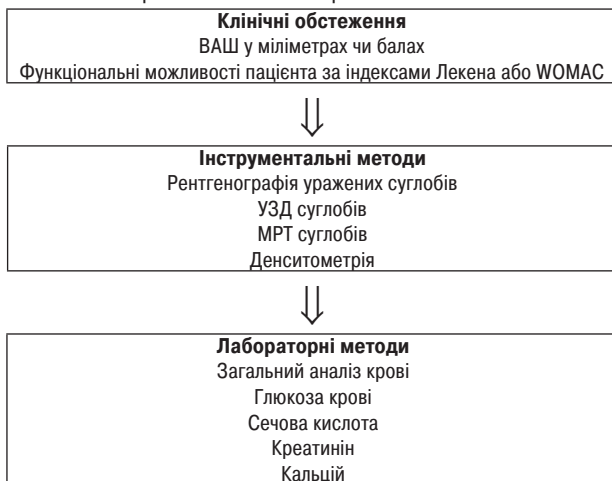 Клінічні обстеження
ВАШ у міліметрах чи балах
Функціональні можливості пацієнта за індексами Лекена або WOMAC
Інструментальні методи
Рентгенографія уражених суглобів
УЗД суглобів
МРТ суглобів
Денситометрія
Лабораторні методи
Загальний аналіз крові
Глюкоза крові
Сечова кислота
Креатинін
Кальцій